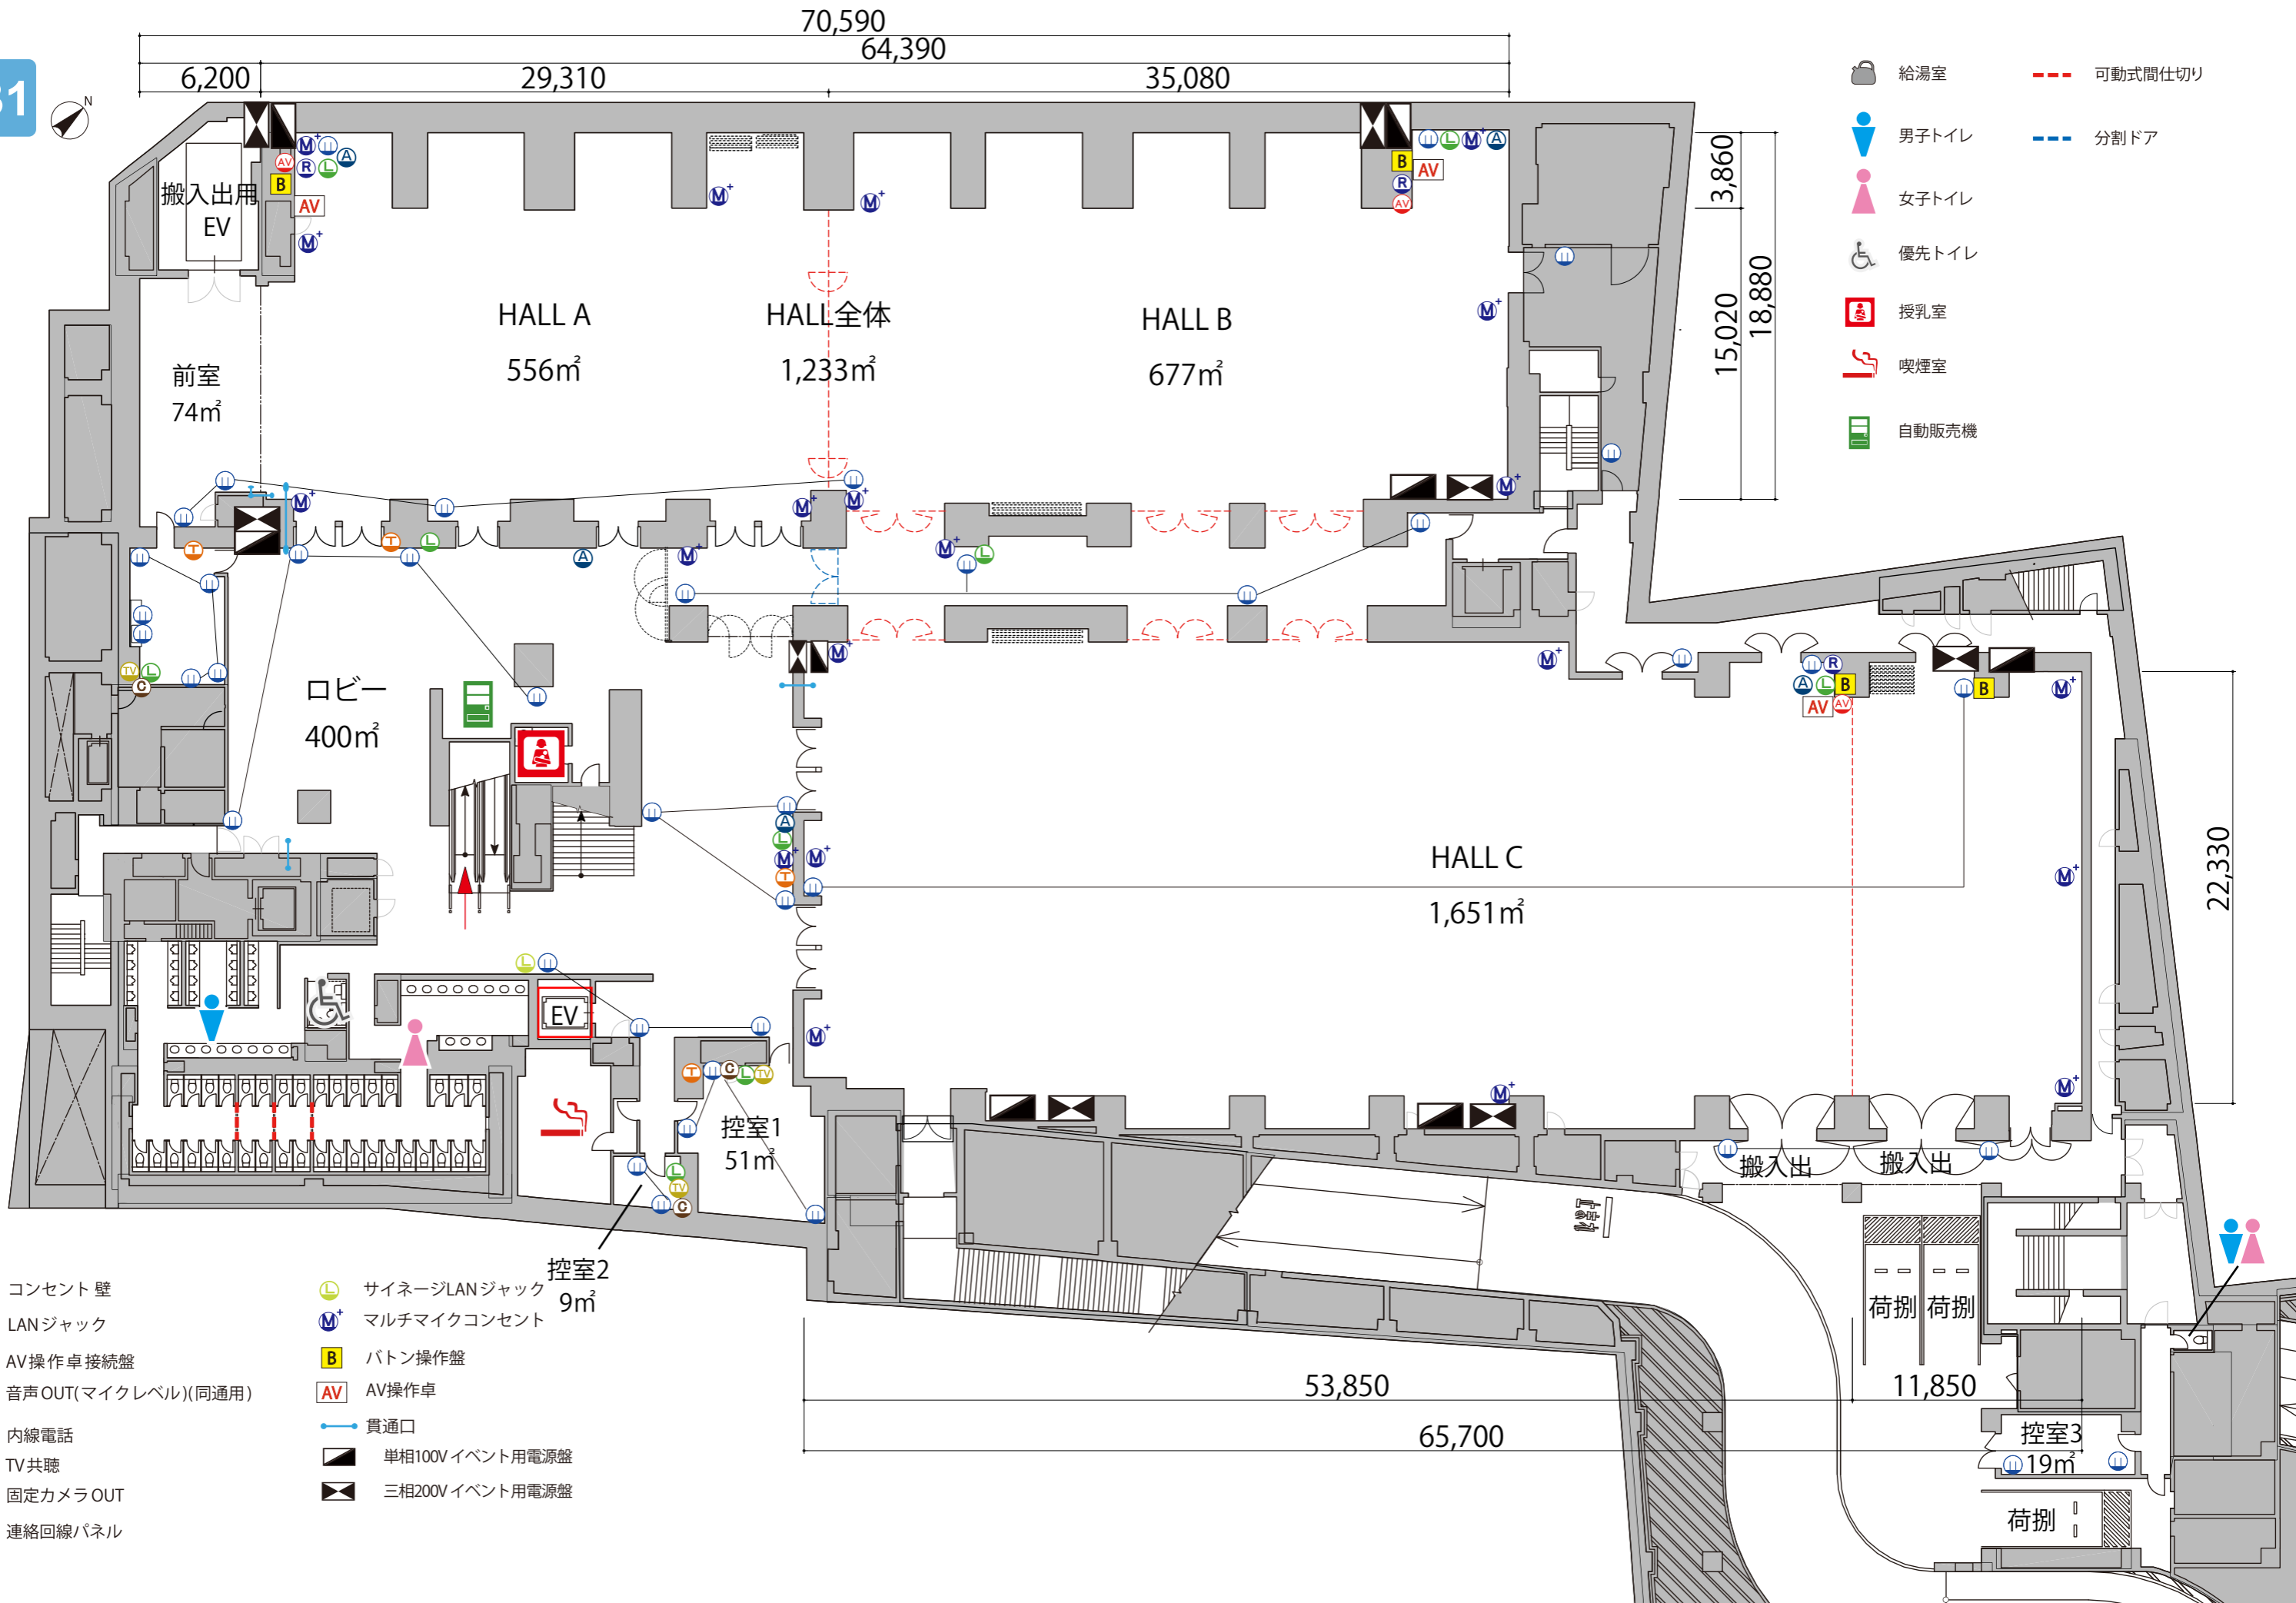 70,590
64,390
6,200
29,310
35,080
31
N
給湯室
可動式間仕切り
男子トイレ
分割ドア
女子トイレ
優先トイレ
授乳室
喫煙室
自動販売機
3,860
15,020
18,880
搬入出用
EV
HALL A
556㎡
HALL全体
1,233㎡
HALL B
677㎡
前室
74㎡
ロビー
400㎡
HALL C
1,651㎡
22,330
EV
控室1
51㎡
控室2
9㎡
搬入出
搬入出
荷捌
荷捌
53,850
11,850
65,700
控室3
19㎡
荷捌
コンセント 壁
LANジャック
AV操作卓接続盤
音声OUT(マイクレベル)(同通用)
内線電話
TV共聴
固定カメラOUT
連絡回線パネル
L サイネージLANジャック
M+ マルチマイクコンセント
B バトン操作盤
AV AV操作卓
貫通口
単相100Vイベント用電源盤
三相200Vイベント用電源盤